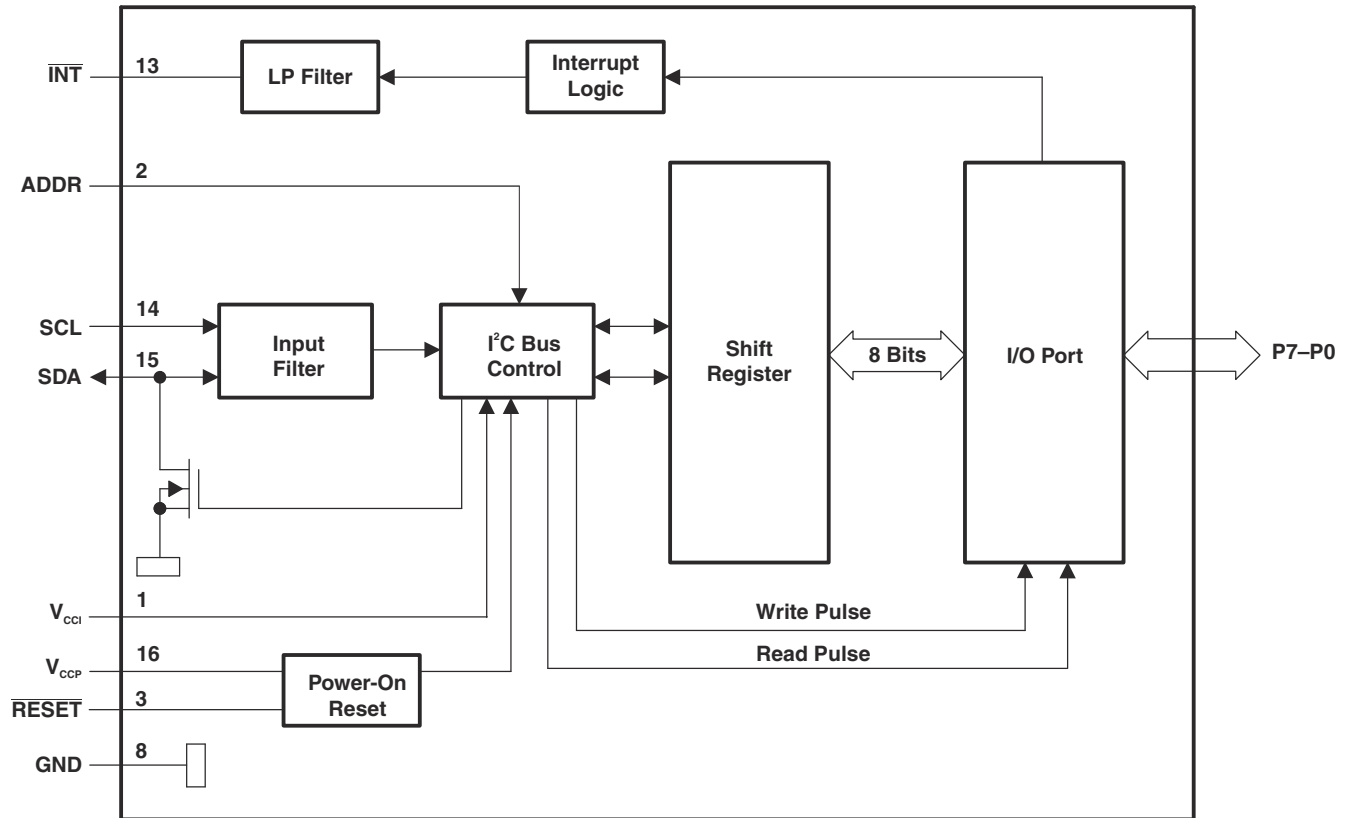 INT
13
LP Filter
Interrupt
Logic
ADDR
2
SCL
14
SDA
15
Input
Filter
I²C Bus
Control
Shift
Register
8 Bits
I/O Port
P7–P0
VCCI
1
Write Pulse
VCCP
16
Read Pulse
RESET
3
Power-On
Reset
GND
8